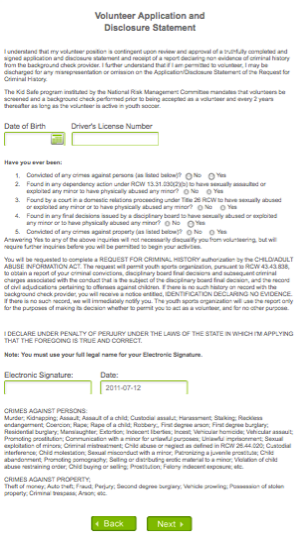 Volunteer Application and
Disclosure Statement
I understand that my volunteer position is contingent upon review and approval of a truthfully completed and
signed application and disclosure statement and receipt of a report declaring non evidence of criminal history
from the background check provider. I further understand that if I am permitted to volunteer, I may be
discharged for any misrepresentation or omission on the Application/Disclosure Statement of the Request for
Criminal History.
The Kid Safe program instituted by the National Risk Management Committee mandates that volunteers be
screened and a background check performed prior to being accepted as a volunteer and every 2 years
thereafter as long as the volunteer is active in youth soccer.
Date of Birth Driver's License Number
Have you ever been:
1. Convicted of any crimes against persons (as listed below)? No Yes
2. Found in any dependency action under RCW 13.31.030(2)(b) to have sexually assaulted or
exploited any minor to have physically abused any minor? No Yes
3. Found by a court in a domestic relations proceeding under Title 26 RCW to have sexually abused
or exploited any minor or to have physically abused any minor? No Yes
4. Found in any final decisions issued by a disciplinary board to have sexually abused or exploited
any minor or to have physically abused any minor? No Yes
5. Convicted of any crimes against property (as listed below)? No Yes
Answering Yes to any of the above inquiries will not necessarily disqualify you from volunteering, but will
require further inquiries before you will be permitted to begin your activities.
You will be requested to complete a REQUEST FOR CRIMINAL HISTORY authorization by the CHILD/ADULT
ABUSE INFORMATION ACT. The request will permit youth sports organization, pursuant to RCW 43.43.838,
to obtain a report of your criminal convictions, disciplinary board final decisions and subsequent criminal
charges associated with the conduct that is the subject of the disciplinary board final decision, and the record
of civil adjudications pertaining to offenses against children. If there is no such history on record with the
background check provider, you will receive a notice entitled, IDENTIFICATION DECLARING NO EVIDENCE.
If there is no such record, we will immediately notify you. The youth sports organization will use the report only
for the purposes of making its decision whether to permit you to act as a volunteer, and for no other purpose.
I DECLARE UNDER PENALTY OF PERJURY UNDER THE LAWS OF THE STATE IN WHICH I'M APPLYING
THAT THE FOREGOING IS TRUE AND CORRECT.
Note: You must use your full legal name for your Electronic Signature.
Electronic Signature: Date:
2011-07-12
CRIMES AGAINST PERSONS:
Murder, Kidnapping; Assault; Assault of a child; Custodial assault; Harassment; Stalking; Reckless
endangerment; Coercion; Rape; Rape of a child; Robbery; First degree arson; First degree burglary;
Residential burglary; Manslaughter; Extortion; Indecent liberties; Incest; Vehicular homicide; Vehicular assault;
Promoting prostitution; Communication with a minor for unlawful purposes; Unlawful imprisonment; Sexual
exploitation of minors; Criminal mistreatment; Child abuse or neglect as defined in RCW 26.44.020; Custodial
interference; Child molestation; Sexual misconduct with a minor; Patronizing a juvenile prostitute; Child
abandonment; Promoting pornography; Selling or distributing erotic material to a minor; Violation of child
abuse restraining order; Child buying or selling; Prostitution; Felony indecent exposure; etc.
CRIMES AGAINST PROPERTY:
Theft of money; Auto theft; Fraud; Perjury; Second degree burglary; Vehicle prowling; Possession of stolen
property; Criminal trespass; Arson; etc.
Back Next